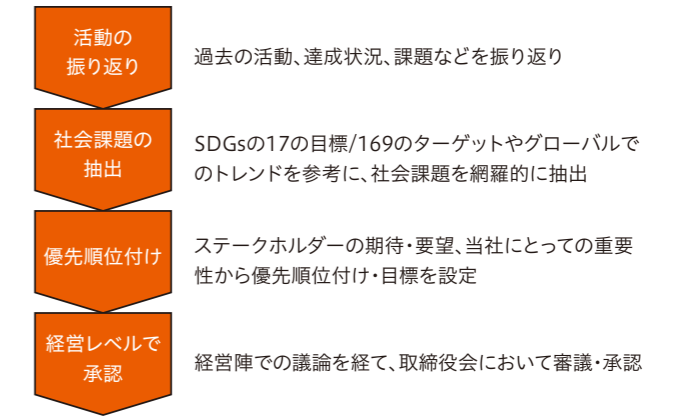 活動の
振り返り
過去の活動、達成状況、課題などを振り返り
社会課題の
抽出
SDGsの17の目標/169のターゲットやグローバルで
のトレンドを参考に、社会課題を網羅的に抽出
優先順位付け
ステークホルダーの期待・要望、当社にとっての重要
性から優先順位付け・目標を設定
経営レベルで
承認
経営陣での議論を経て、取締役会において審議・承認